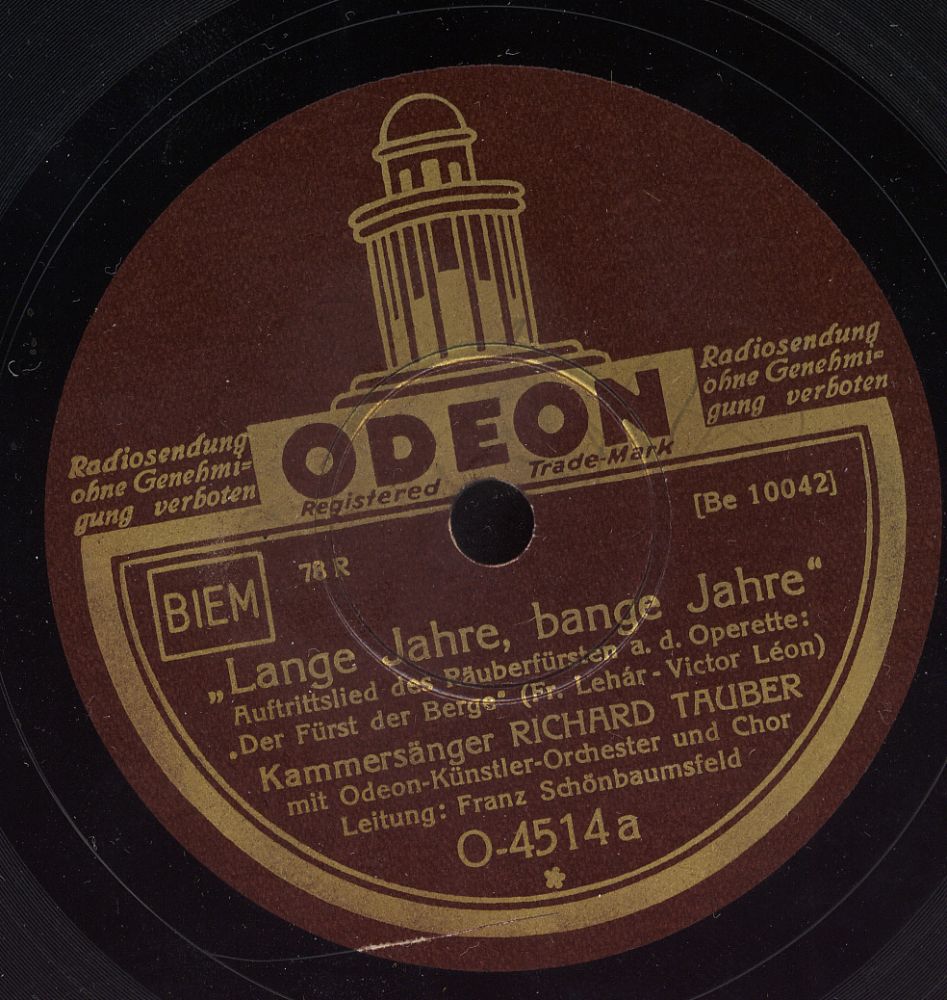 ODEON
Registered Trade-Mark
Radiosendung
ohne Genehmi=
gung verboten
Radiosendung
ohne Genehmi=
gung verboten
[Be 10042]
BIEM
78 R
„Lange Jahre, bange Jahre“
Auftrittslied des Räuberfürsten a. d. Operette:
„Der Fürst der Berge“ (Fr. Lehár - Victor Léon)
Kammersänger RICHARD TAUBER
mit Odeon-Künstler-Orchester und Chor
Leitung: Franz Schönbaumsfeld
O-4514a